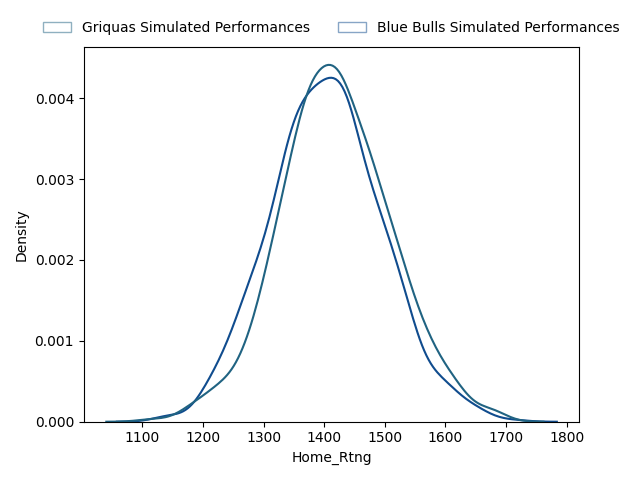 Griquas Simulated Performances Blue Bulls Simulated Performances
0.004
0.003
0.002
0.001
0.000
Density
1100 1200 1300 1400 1500 1600 1700 1800
Home_Rtng